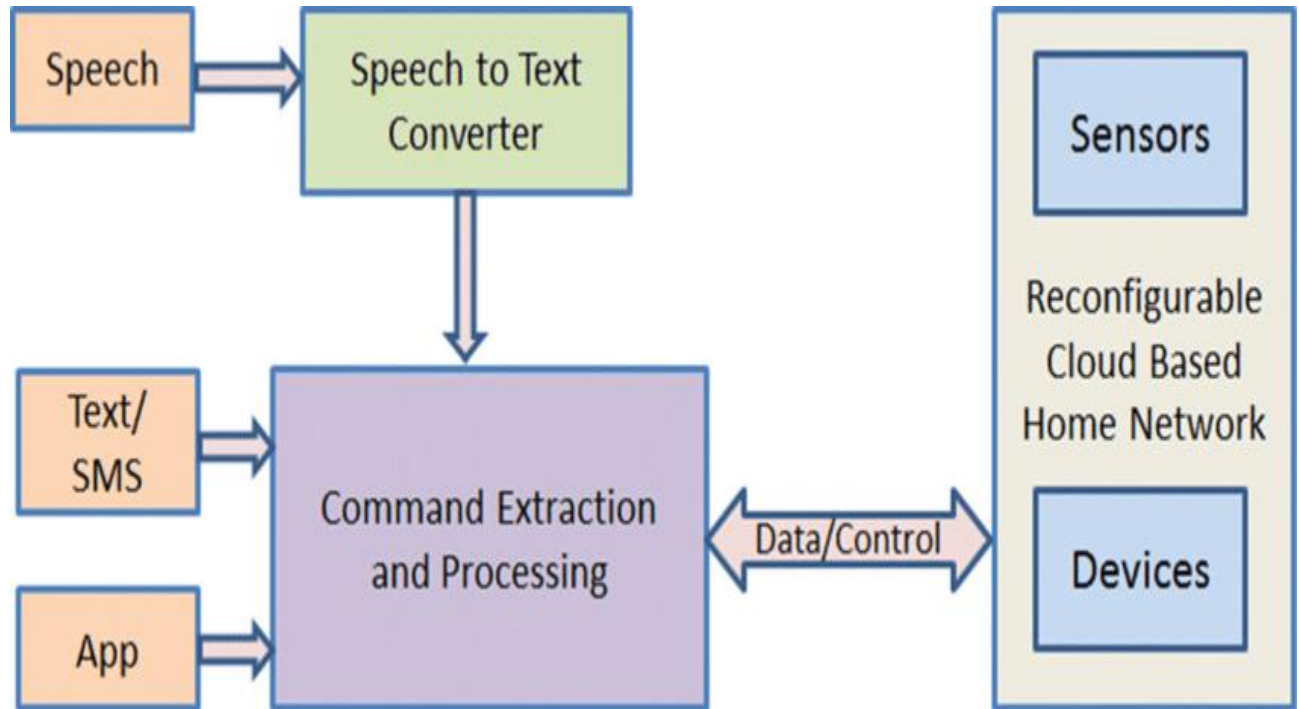 Speech
Speech to Text
Converter
Text/
SMS
App
Command Extraction
and Processing
Data/Control
Sensors
Reconfigurable
Cloud Based
Home Network
Devices